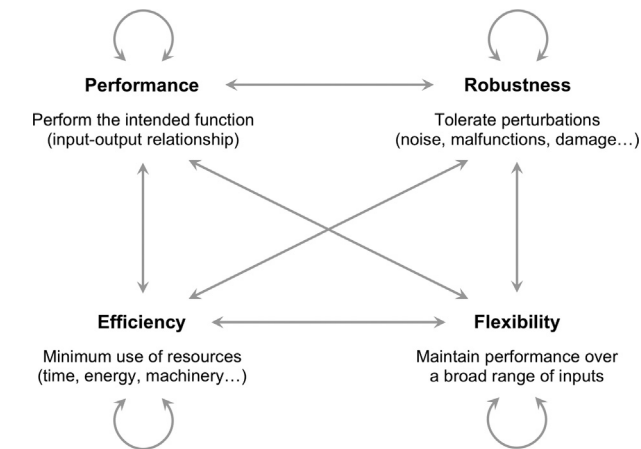 Performance
Perform the intended function
(input-output relationship)
Robustness
Tolerate perturbations
(noise, malfunctions, damage…)
Efficiency
Minimum use of resources
(time, energy, machinery…)
Flexibility
Maintain performance over
a broad range of inputs